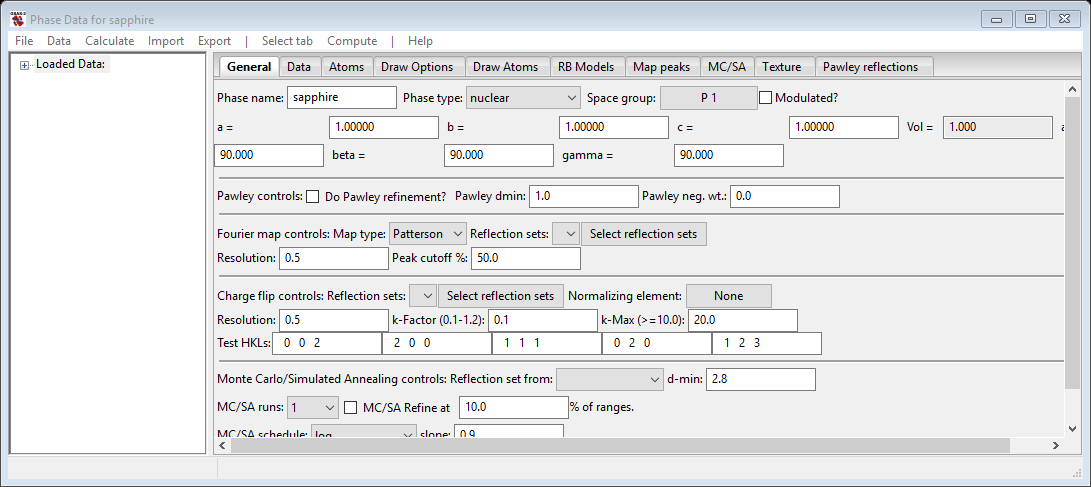 Phase Data for sapphire
File Data Calculate Import Export | Select tab Compute | Help
Loaded Data:
General Data Atoms Draw Options Draw Atoms RB Models Map peaks MC/SA Texture Pawley reflections
Phase name: sapphire Phase type: nuclear Space group: P 1 Modulated?
a = 1.00000 b = 1.00000 c = 1.00000 Vol = 1.000
90.000 beta = 90.000 gamma = 90.000
Pawley controls: Do Pawley refinement? Pawley dmin: 1.0 Pawley neg. wt.: 0.0
Fourier map controls: Map type: Patterson Reflection sets: Select reflection sets
Resolution: 0.5 Peak cutoff %: 50.0
Charge flip controls: Reflection sets: Select reflection sets Normalizing element: None
Resolution: 0.5 k-Factor (0.1-1.2): 0.1 k-Max (>=10.0): 20.0
Test HKLs: 0 0 2 2 0 0 1 1 1 0 2 0 1 2 3
Monte Carlo/Simulated Annealing controls: Reflection set from: d-min: 2.8
MC/SA runs: 1 MC/SA Refine at 10.0 % of ranges.
MC/SA schedule: log slope: 0.9